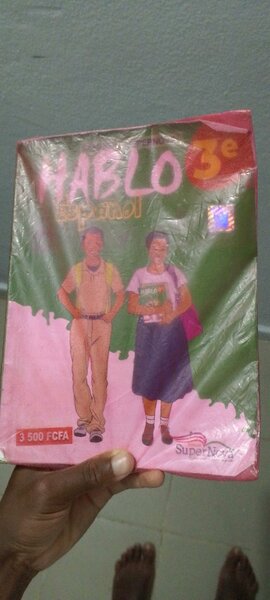 HABLO
3e
español
3 500 FCFA
SuperNova